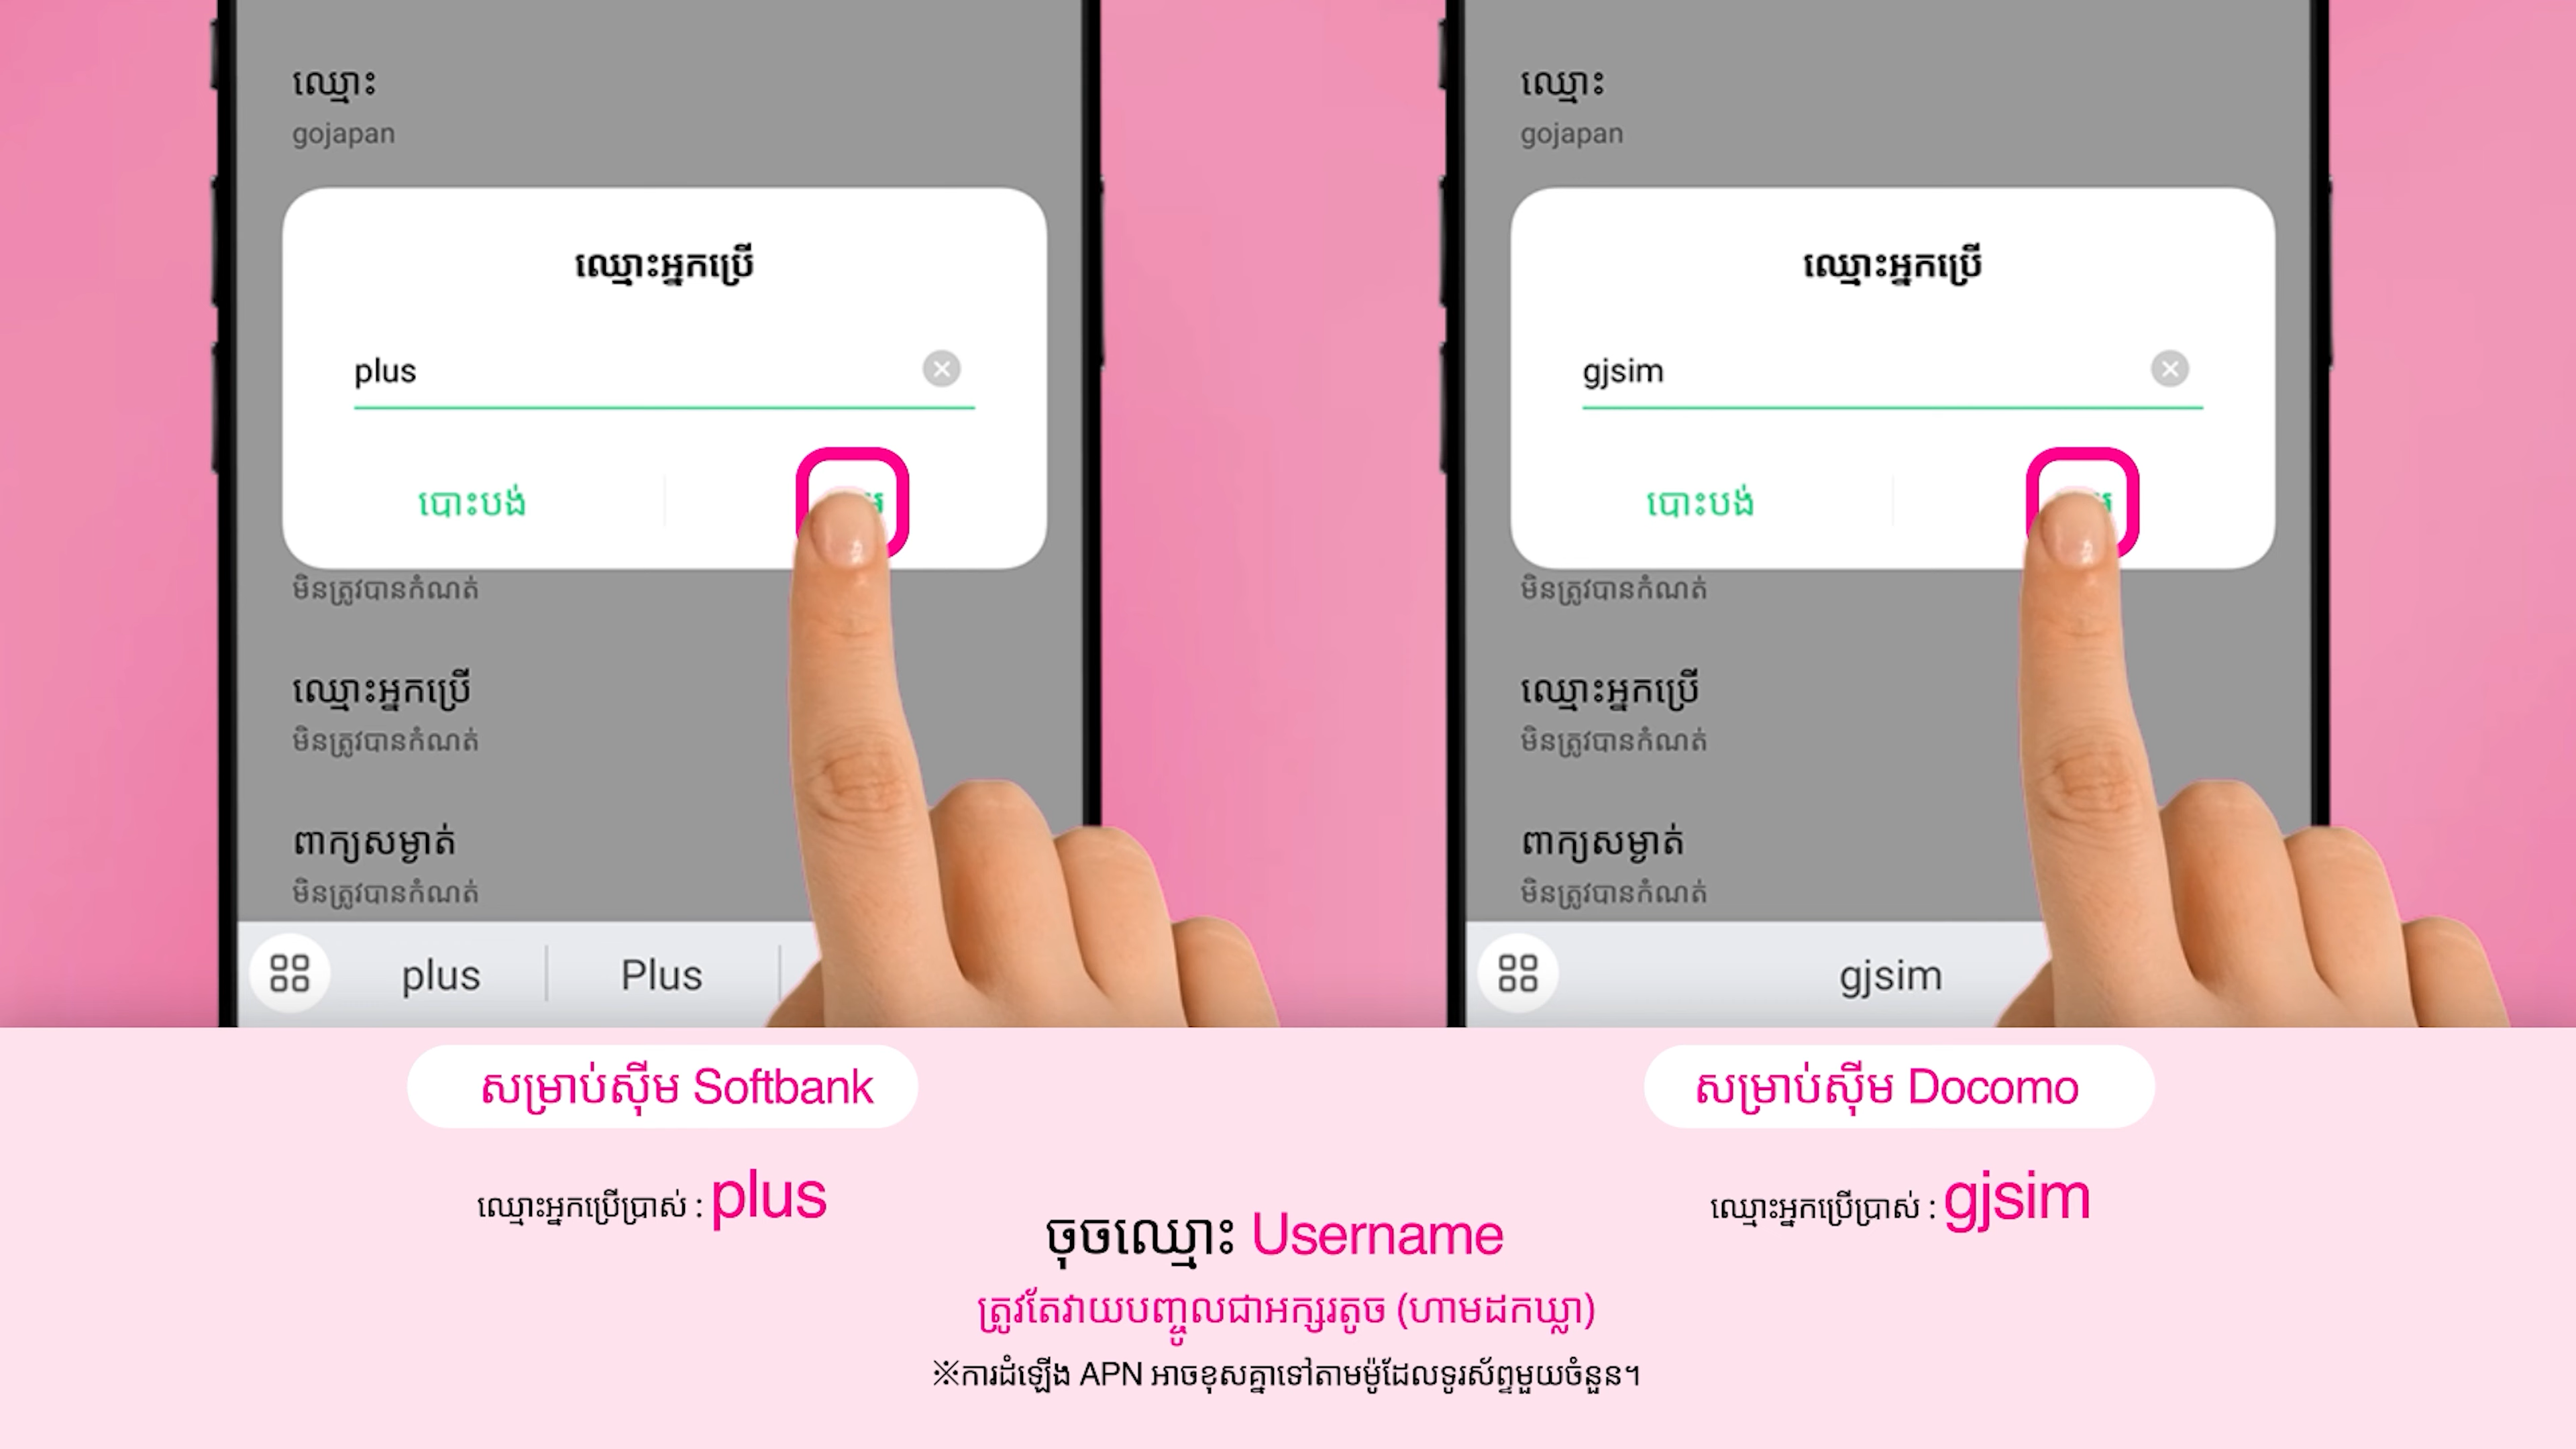 ឈ្មោះ
gojapan
ឈ្មោះអ្នកប្រើ
plus
បោះបង់
មិនត្រូវបានកំណត់
ឈ្មោះអ្នកប្រើ
មិនត្រូវបានកំណត់
ពាក្យសម្ងាត់
មិនត្រូវបានកំណត់
plus
Plus
ឈ្មោះ
gojapan
ឈ្មោះអ្នកប្រើ
gjsim
បោះបង់
មិនត្រូវបានកំណត់
ឈ្មោះអ្នកប្រើ
មិនត្រូវបានកំណត់
ពាក្យសម្ងាត់
មិនត្រូវបានកំណត់
gjsim
សម្រាប់ស៊ីម Softbank
ឈ្មោះអ្នកប្រើប្រាស់ : plus
សម្រាប់ស៊ីម Docomo
ឈ្មោះអ្នកប្រើប្រាស់ : gjsim
ចុចឈ្មោះ Username
ត្រូវតែវាយបញ្ចូលជាអក្សរតូច (ហាមដកឃ្លា)
※ការដំឡើង APN អាចខុសគ្នាទៅតាមម៉ូដែលទូរស័ព្ទមួយចំនួន។